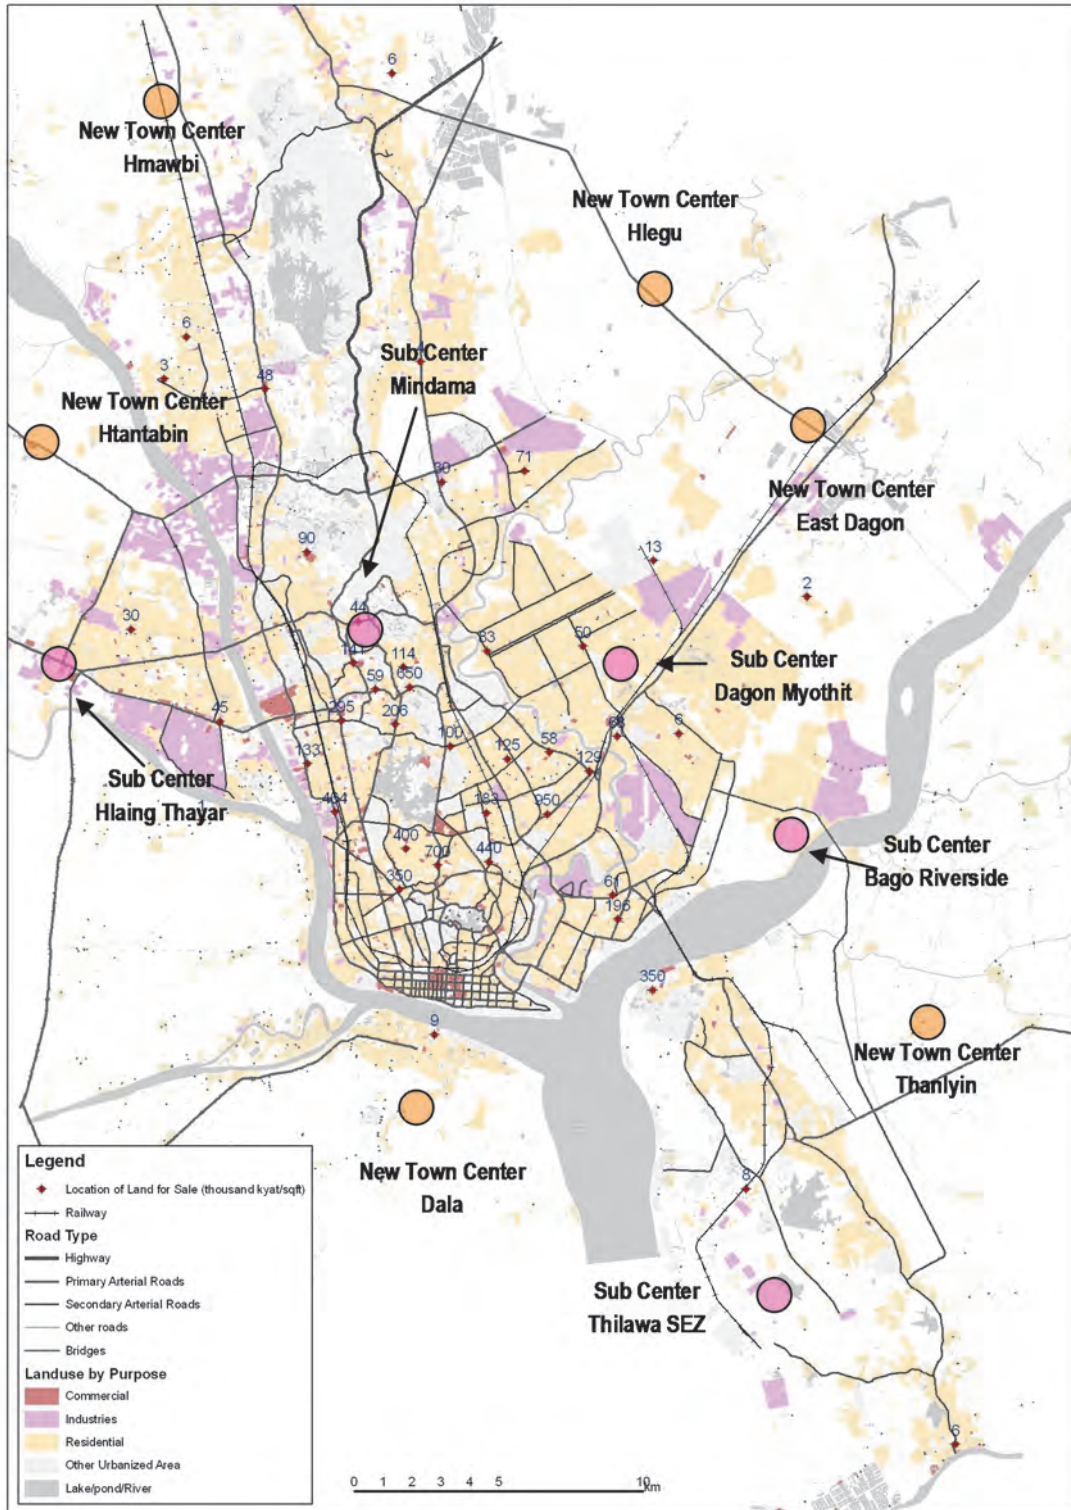 6
New Town Center
Hmawbi
New Town Center
Hlegu
6
Sub Center
Mindama
4
3
48
New Town Center
Htantabin
30
71
New Town Center
East Dagon
90
13
2
30
44
83
50
141
114
Sub Center
Dagon Myothit
59
650
45
295
206
6
100
133
125
58
129
Sub Center
Hlaing Thayar
1
464
183
950
400
700
440
Sub Center
Bago Riverside
350
61
196
350
9
New Town Center
Thanlyin
New Town Center
Dala
8
Sub Center
Thilawa SEZ
6
Legend
Location of Land for Sale (thousand kyat/sqft)
Railway
Road Type
Highway
Primary Arterial Roads
Secondary Arterial Roads
Other roads
Bridges
Landuse by Purpose
Commercial
Industries
Residential
Other Urbanized Area
Lake/pond/River
0 1 2 3 4 5 10
km